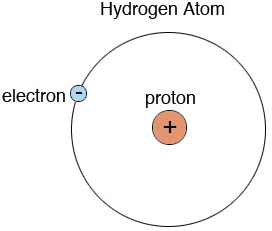 Hydrogen Atom
electron
-
proton
+